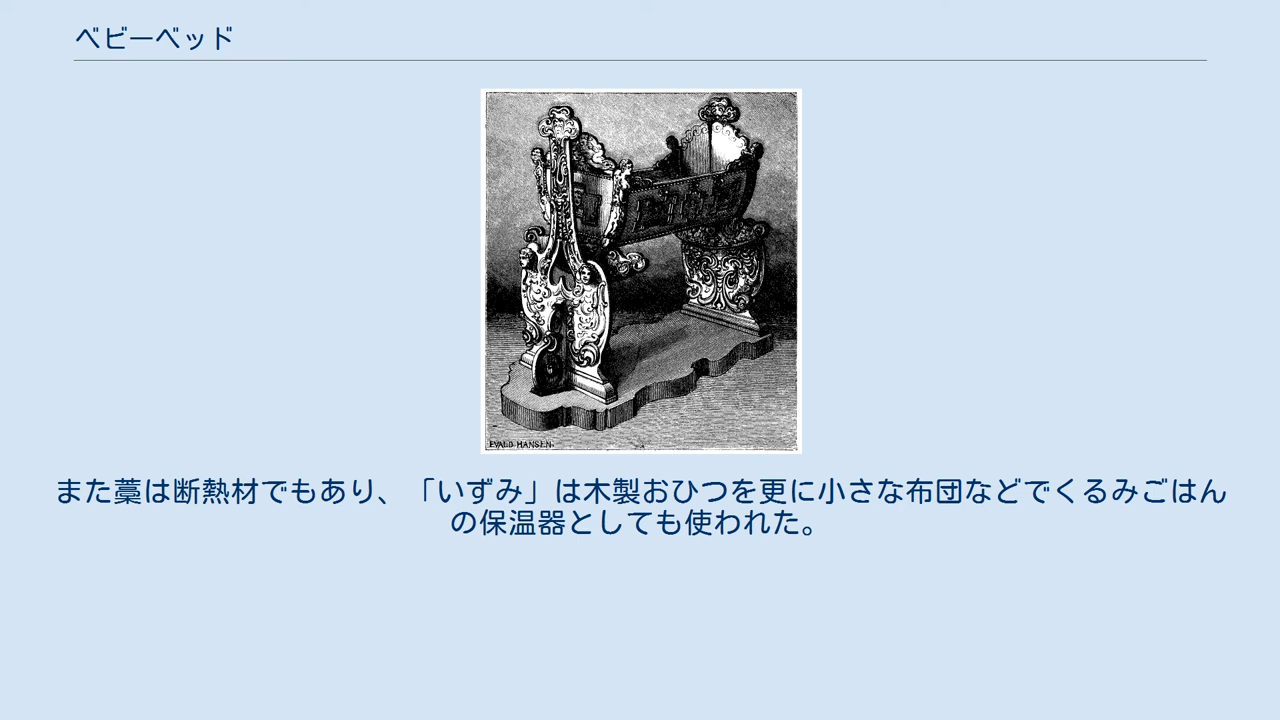 ベビーベッド
EVALD HANSEN.
また藁は断熱材でもあり、「いずみ」は木製おひつを更に小さな布団などでくるみごはん
の保温器としても使われた。